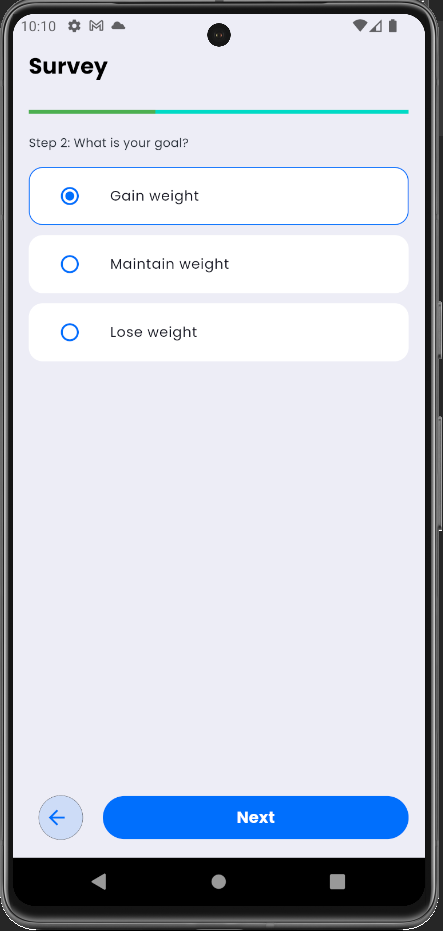 10:10
Survey
Step 2: What is your goal?
Gain weight
Maintain weight
Lose weight
Next